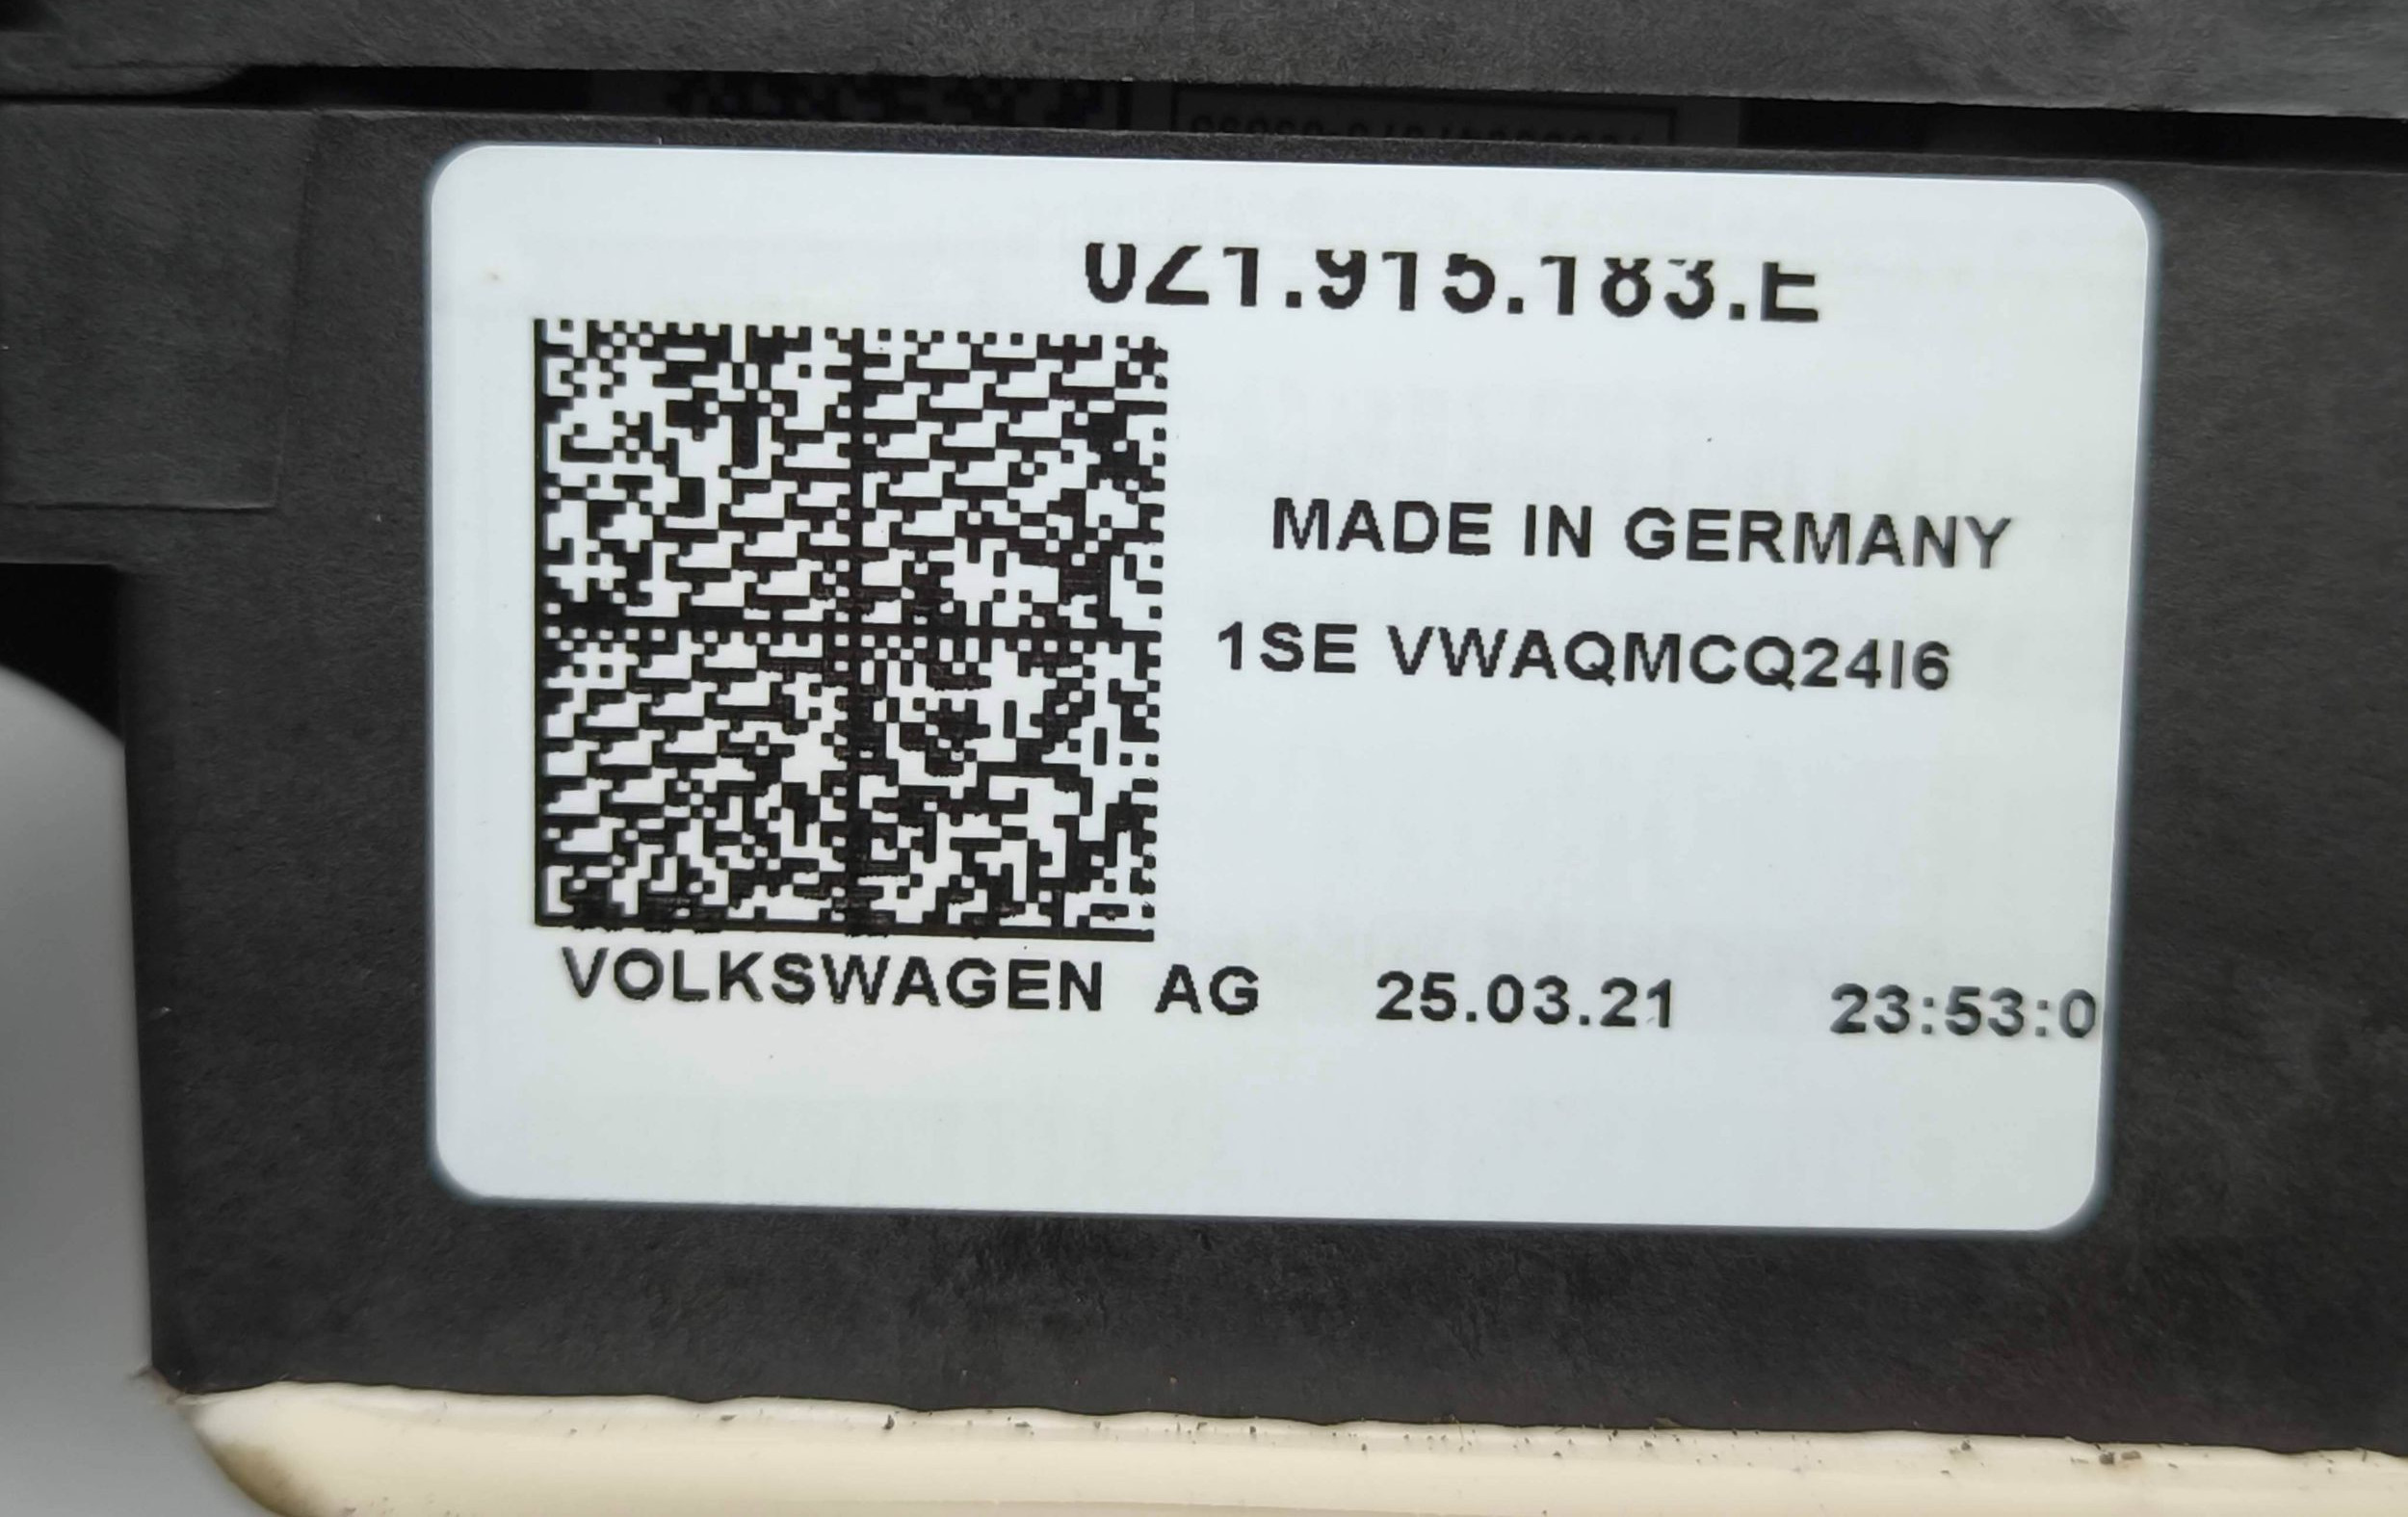 0Z1.915.183.E
MADE IN GERMANY
1SE VWAQMCQ24I6
VOLKSWAGEN AG 25.03.21 23:53:0